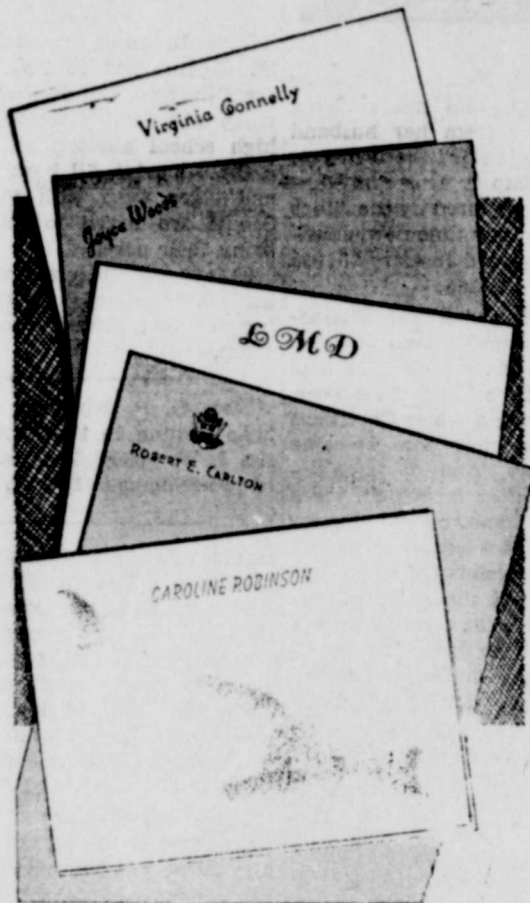 Virginia Connelly
Joyce Woods
LMD
ROBERT E. CARLTON
CAROLINE ROBINSON